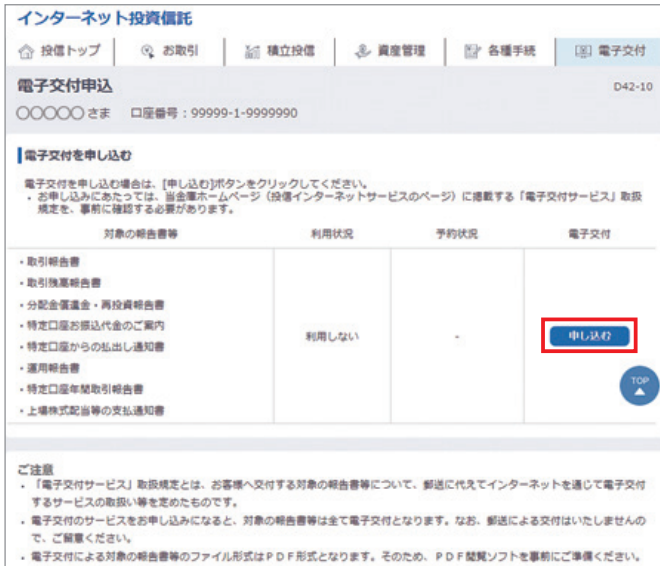 インターネット投資信託
投信トップ お取引 積立投信 資産管理 各種手続 電子交付
電子交付申込 D42-10
○○○○○さま 口座番号：99999-1-9999990
電子交付を申し込む
電子交付を申し込む場合は、[申し込む]ボタンをクリックしてください。
・お申し込みにあたっては、当金庫ホームページ（投信インターネットサービスのページ）に掲載する「電子交付サービス」取扱
規定を、事前に確認する必要があります。
対象の報告書等 利用状況 予約状況 電子交付
・取引報告書
・取引残高報告書
・分配金償還金・再投資報告書
・特定口座お振込代金のご案内
・特定口座からの払出し通知書
・運用報告書
・特定口座年間取引報告書
・上場株式配当等の支払通知書
利用しない - 申し込む
TOP
ご注意
・「電子交付サービス」取扱規定とは、お客様へ交付する対象の報告書等について、郵送に代えてインターネットを通じて電子交付
するサービスの取扱い等を定めたものです。
・電子交付のサービスをお申し込みになると、対象の報告書等は全て電子交付となります。なお、郵送による交付はいたしませんの
で、ご留意ください。
・電子交付による対象の報告書等のファイル形式はＰＤＦ形式となります。そのため、ＰＤＦ閲覧ソフトを事前にご準備ください。